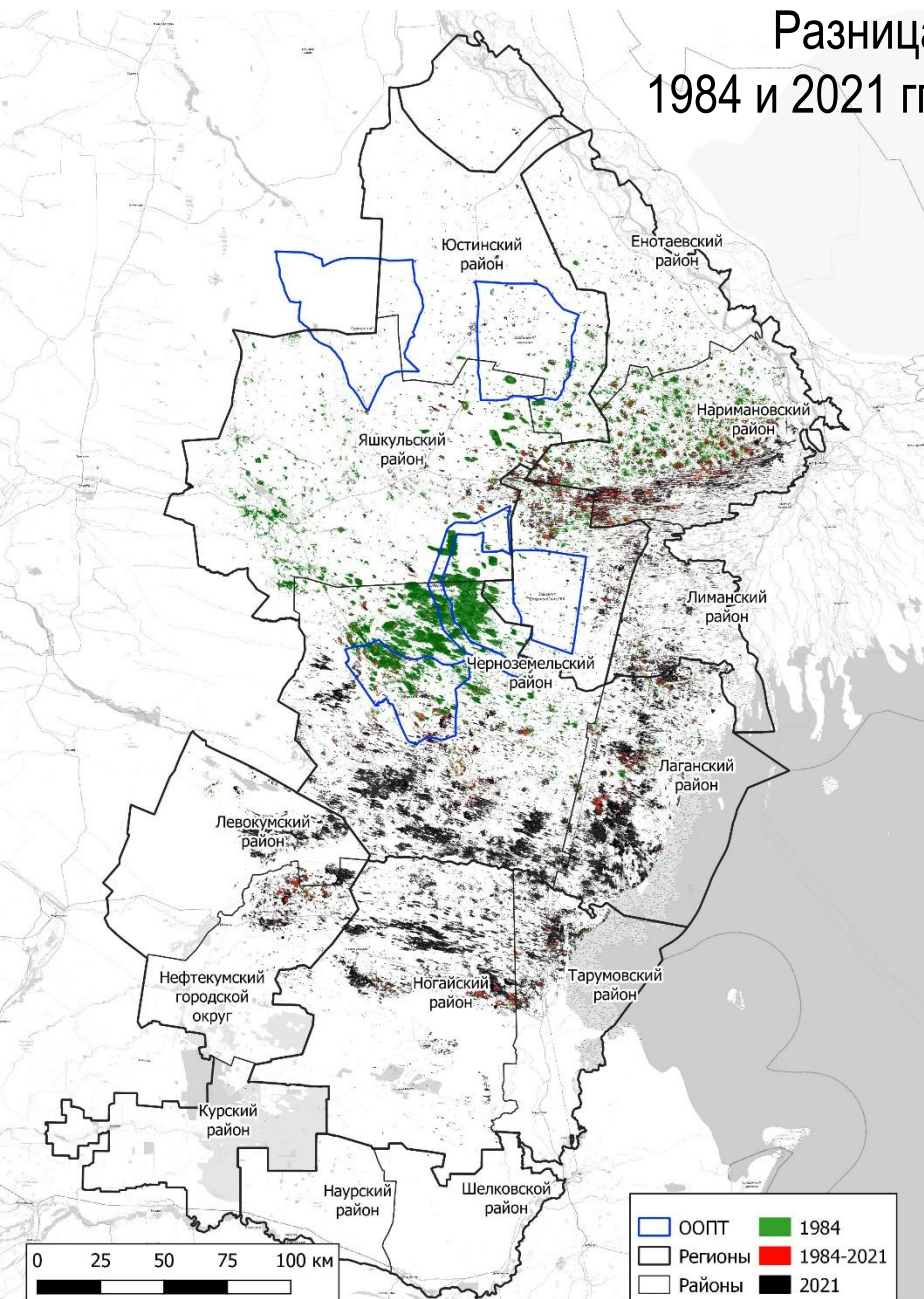 Разница
1984 и 2021 гг
Юстинский
район
Енотаевский
район
Наримановский
район
Яшкульский
район
Лиманский
район
Черноземельский
район
Лаганский
район
Левокумский
район
Нефтекумский
городской
округ
Ногайский
район
Тарумовский
район
Курский
район
Наурский
район
Шелковской
район
0 25 50 75 100 км
ООПТ 1984
Регионы 1984-2021
Районы 2021